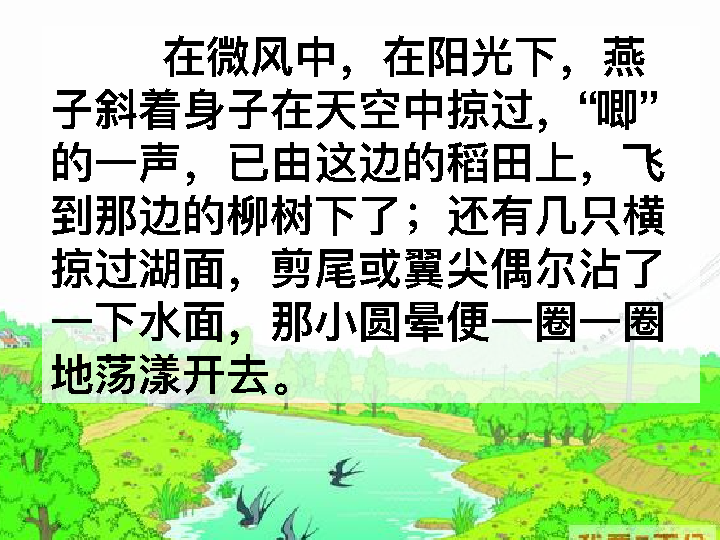 在微风中，在阳光下，燕
子斜着身子在天空中掠过，“唧”
的一声，已由这边的稻田上，飞
到那边的柳树下了；还有几只横
掠过湖面，剪尾或翼尖偶尔沾了
一下水面，那小圆晕便一圈一圈
地荡漾开去。